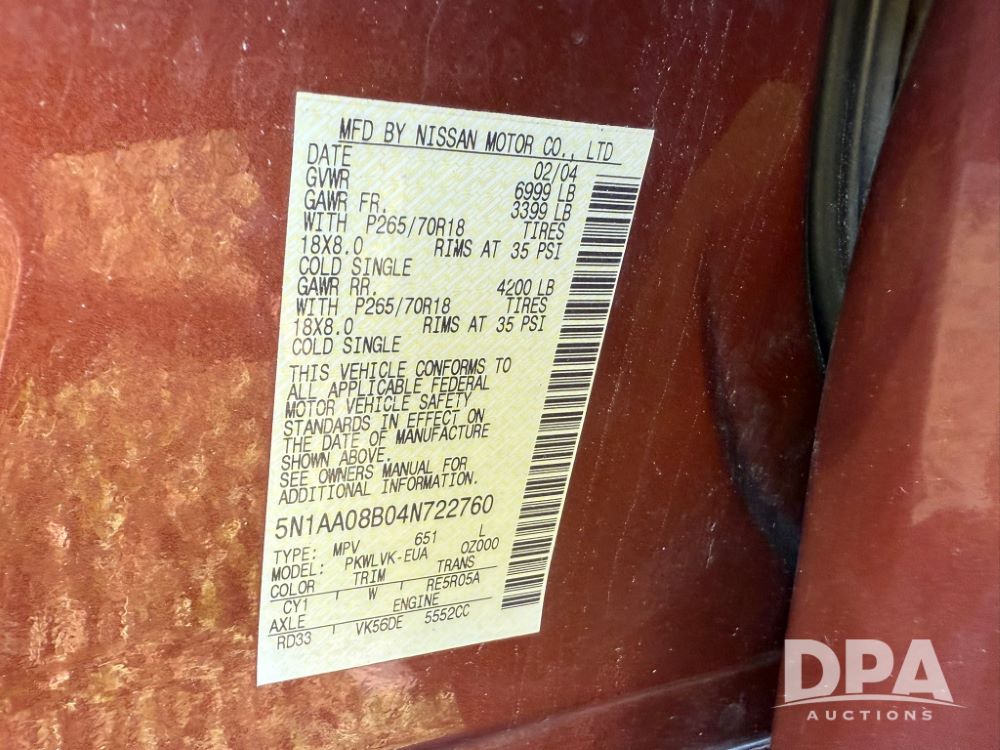 MFD BY NISSAN MOTOR CO., LTD
DATE 02/04
GVWR 6999 LB
GAWR FR. 3399 LB
WITH P265/70R18 TIRES
18X8.0 RIMS AT 35 PSI
COLD SINGLE
GAWR RR. 4200 LB
WITH P265/70R18 TIRES
18X8.0 RIMS AT 35 PSI
COLD SINGLE
THIS VEHICLE CONFORMS TO
ALL APPLICABLE FEDERAL
MOTOR VEHICLE SAFETY
STANDARDS IN EFFECT ON
THE DATE OF MANUFACTURE
SHOWN ABOVE.
SEE OWNERS MANUAL FOR
ADDITIONAL INFORMATION.
5N1AA08B04N722760
TYPE: MPV 651 L
MODEL: PKWLVK-EUA 0Z000
COLOR TRIM TRANS
CY1 W RE5R05A
AXLE ENGINE
RD33 VK56DE 5552CC
DPA
AUCTIONS